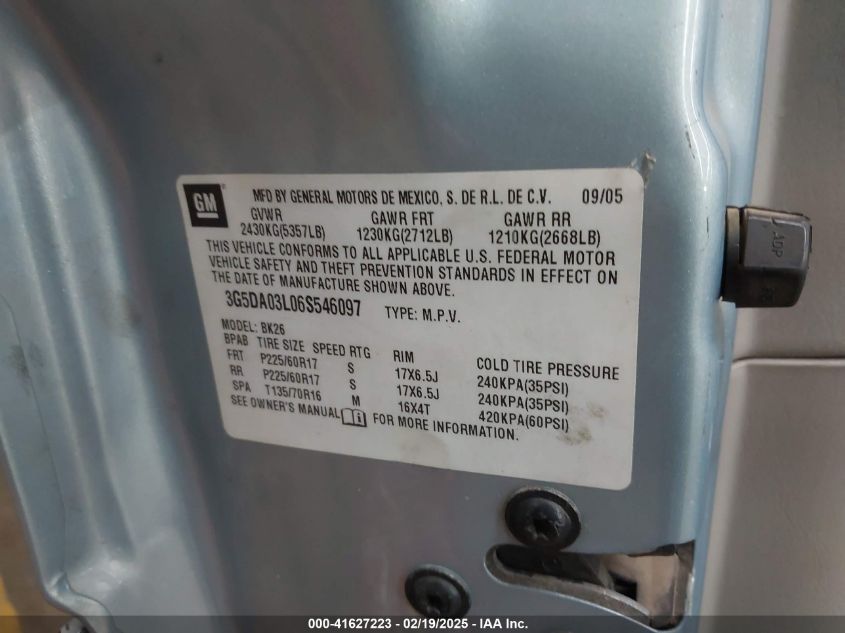 GM
MFD BY GENERAL MOTORS DE MEXICO, S. DE R.L. DE C.V. 09/05
GVWR GAWR FRT GAWR RR
2430KG(5357LB) 1230KG(2712LB) 1210KG(2668LB)
THIS VEHICLE CONFORMS TO ALL APPLICABLE U.S. FEDERAL MOTOR
VEHICLE SAFETY AND THEFT PREVENTION STANDARDS IN EFFECT ON
THE DATE OF MANUFACTURE SHOWN ABOVE.
3G5DA03L06S546097 TYPE: M.P.V.
MODEL: BK26
BPAB TIRE SIZE SPEED RTG RIM COLD TIRE PRESSURE
FRT P225/60R17 S 17X6.5J 240KPA(35PSI)
RR P225/60R17 S 17X6.5J 240KPA(35PSI)
SPA T135/70R16 M 16X4T 420KPA(60PSI)
SEE OWNER'S MANUAL FOR MORE INFORMATION.
000-41627223 - 02/19/2025 - IAA Inc.